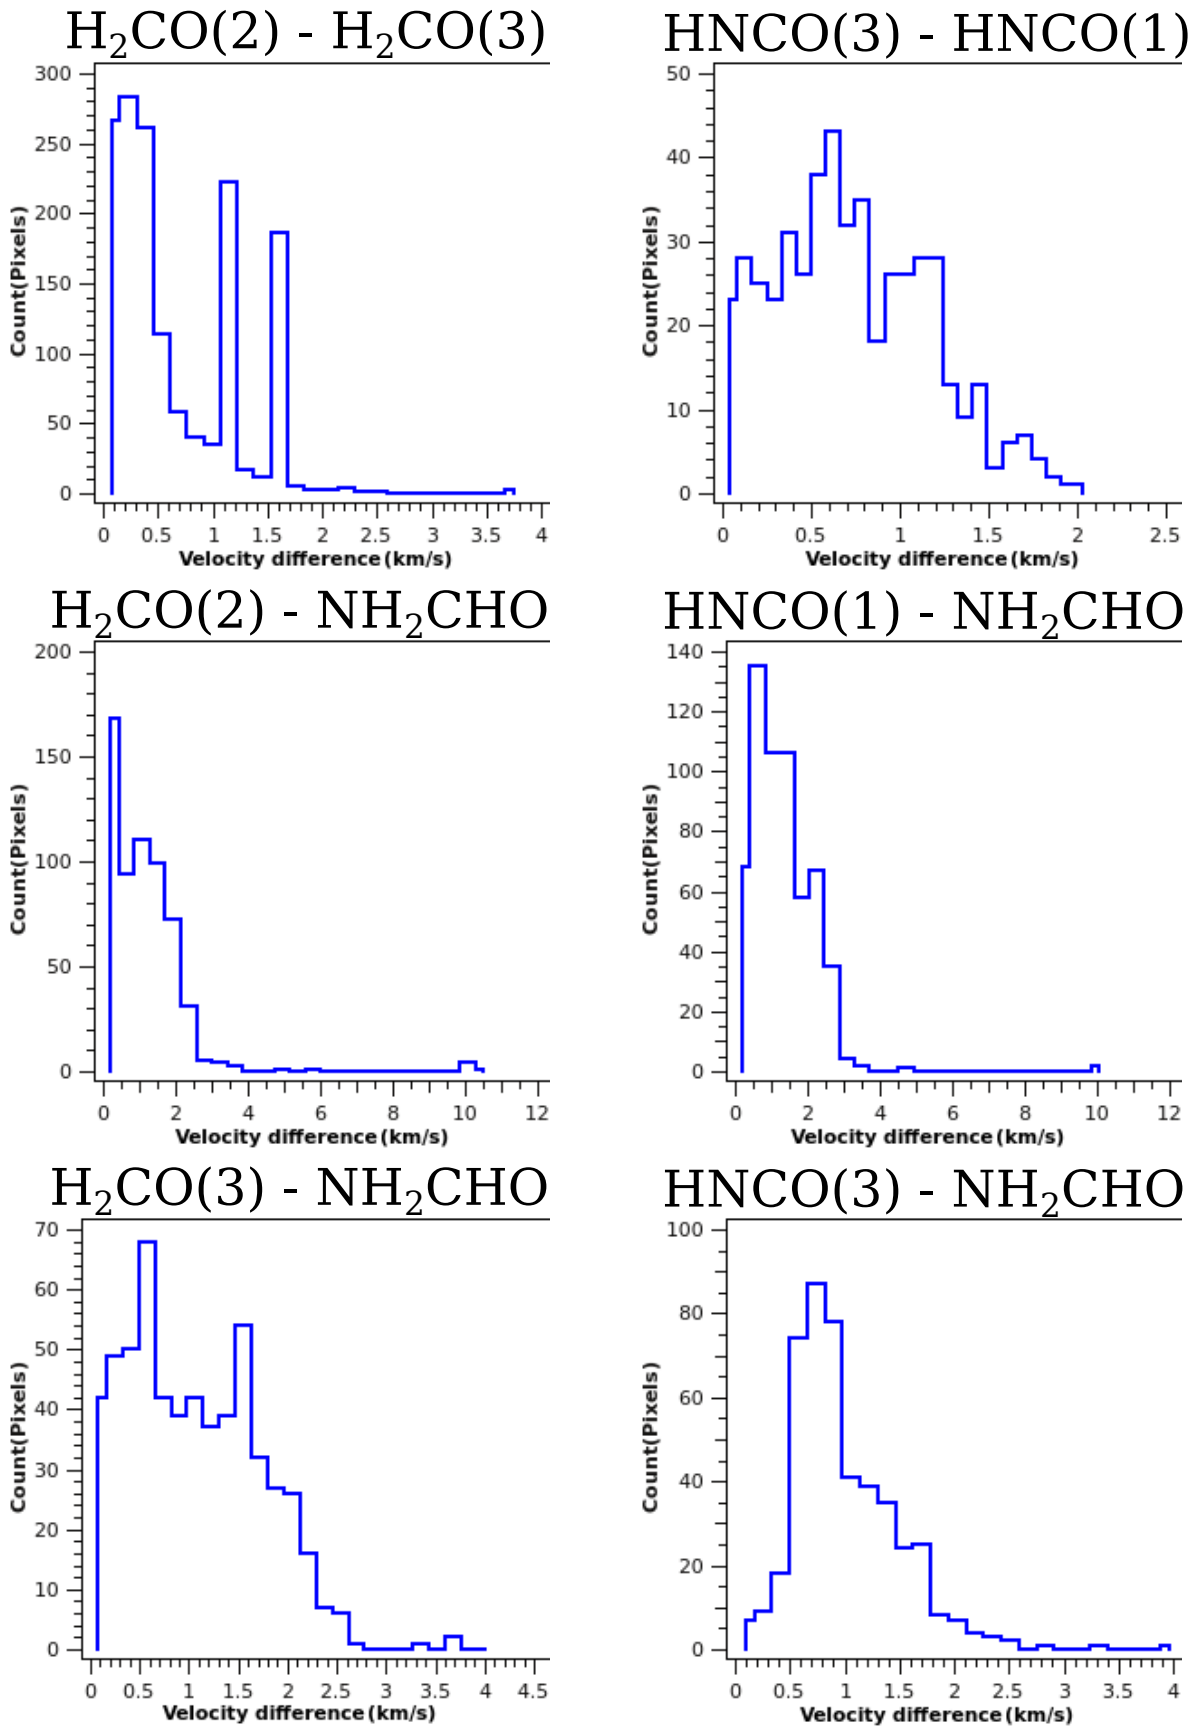 H₂CO(2) - H₂CO(3)
300
250
200
150
100
50
0
Count(Pixels)
0 0.5 1 1.5 2 2.5 3 3.5 4
Velocity difference(km/s)
HNCO(3) - HNCO(1)
50
40
30
20
10
0
Count(Pixels)
0 0.5 1 1.5 2 2.5
Velocity difference(km/s)
H₂CO(2) - NH₂CHO
200
150
100
50
0
Count(Pixels)
0 2 4 6 8 10 12
Velocity difference(km/s)
HNCO(1) - NH₂CHO
140
120
100
80
60
40
20
0
Count(Pixels)
0 2 4 6 8 10 12
Velocity difference(km/s)
H₂CO(3) - NH₂CHO
70
60
50
40
30
20
10
0
Count(Pixels)
0 0.5 1 1.5 2 2.5 3 3.5 4 4.5
Velocity difference(km/s)
HNCO(3) - NH₂CHO
100
80
60
40
20
0
Count(Pixels)
0 0.5 1 1.5 2 2.5 3 3.5 4
Velocity difference(km/s)